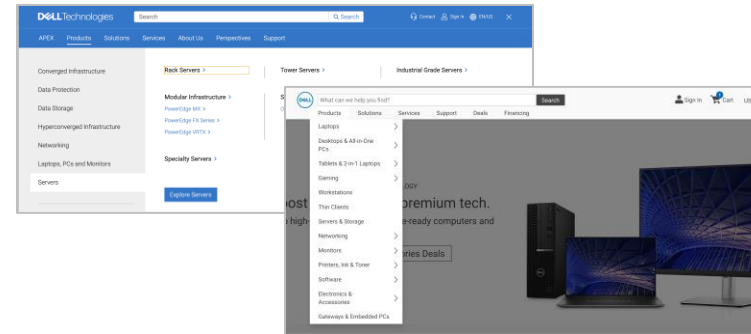 DELLTechnologies
Search
Search
Contact
Sign In
EN/US
APEX Products Solutions Services About Us Perspectives Support
Converged Infrastructure
Data Protection
Data Storage
Hyperconverged Infrastructure
Networking
Laptops, PCs and Monitors
Servers
Rack Servers >
Modular Infrastructure >
PowerEdge MX >
PowerEdge FX Series >
PowerEdge VRTX >
Specialty Servers >
Explore Servers
Tower Servers >
Industrial Grade Servers >
DELL
What can we help you find?
Search
Sign In
Cart
US
Products Solutions Services Support Deals Financing
Laptops
Desktops & All-in-One
PCs
Tablets & 2-in-1 Laptops
Gaming
Workstations
Thin Clients
Servers & Storage
Networking
Monitors
Printers, Ink & Toner
Software
Electronics &
Accessories
Gateways & Embedded PCs
premium tech.
e-ready computers and
ries Deals